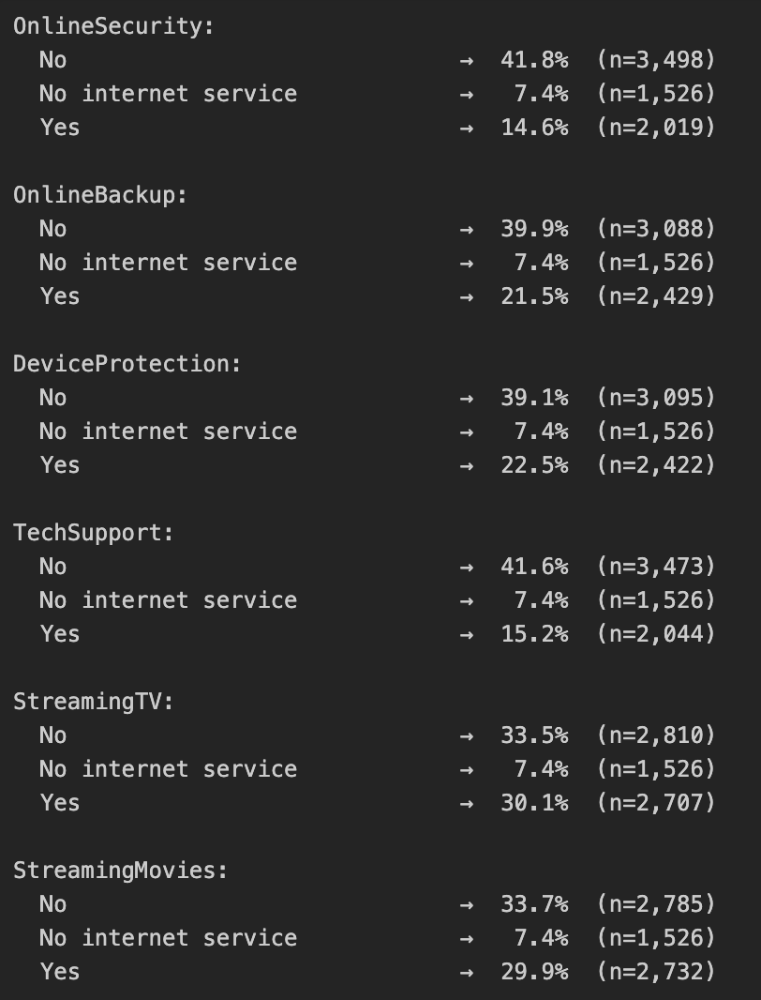 OnlineSecurity:
  No                             →  41.8%  (n=3,498)
  No internet service            →   7.4%  (n=1,526)
  Yes                            →  14.6%  (n=2,019)

OnlineBackup:
  No                             →  39.9%  (n=3,088)
  No internet service            →   7.4%  (n=1,526)
  Yes                            →  21.5%  (n=2,429)

DeviceProtection:
  No                             →  39.1%  (n=3,095)
  No internet service            →   7.4%  (n=1,526)
  Yes                            →  22.5%  (n=2,422)

TechSupport:
  No                             →  41.6%  (n=3,473)
  No internet service            →   7.4%  (n=1,526)
  Yes                            →  15.2%  (n=2,044)

StreamingTV:
  No                             →  33.5%  (n=2,810)
  No internet service            →   7.4%  (n=1,526)
  Yes                            →  30.1%  (n=2,707)

StreamingMovies:
  No                             →  33.7%  (n=2,785)
  No internet service            →   7.4%  (n=1,526)
  Yes                            →  29.9%  (n=2,732)